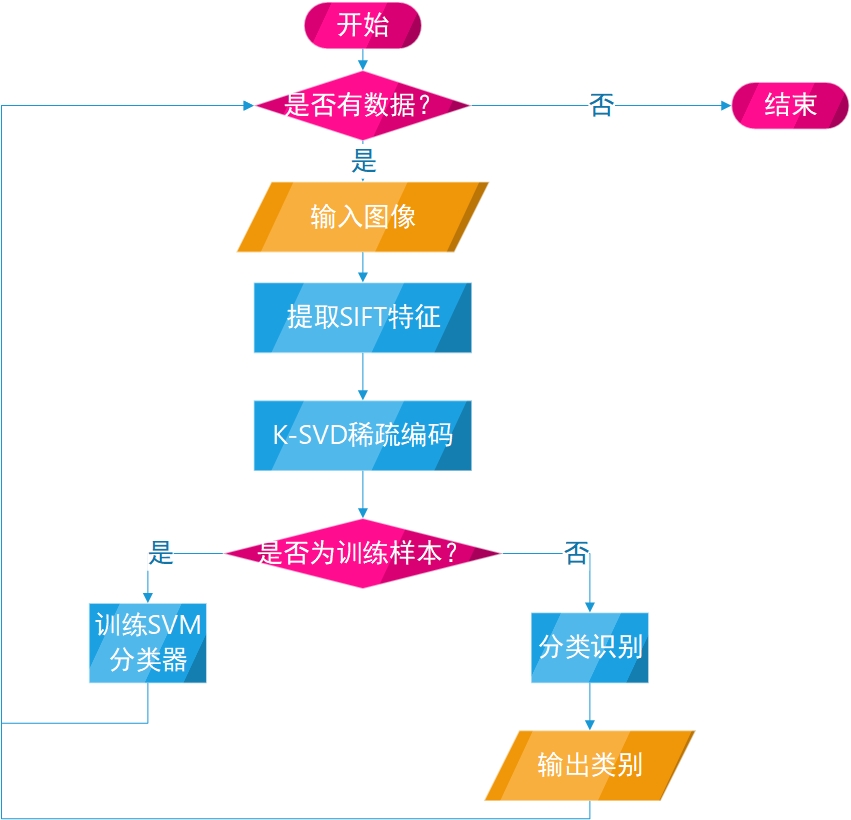 开始
是否有数据？
否
结束
是
输入图像
提取SIFT特征
K-SVD稀疏编码
是
是否为训练样本？
否
训练SVM
分类器
分类识别
输出类别